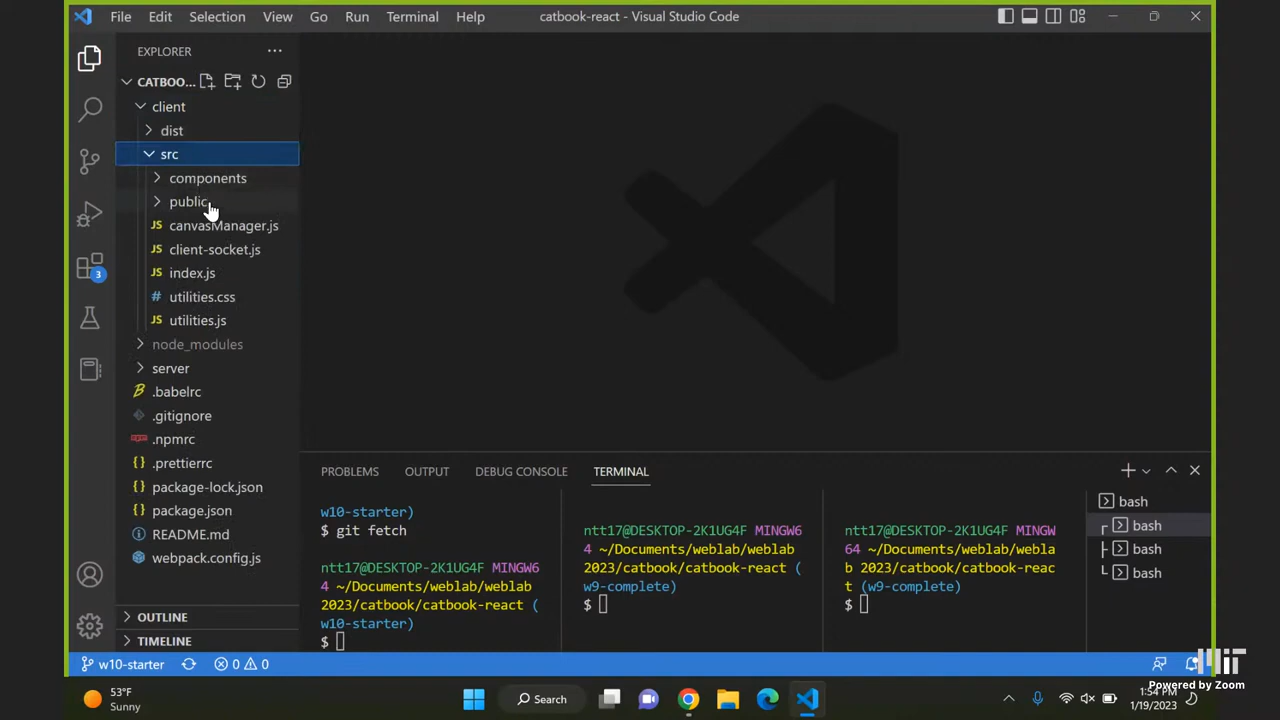 File Edit Selection View Go Run Terminal Help catbook-react - Visual Studio Code
EXPLORER
CATBOO...
client
dist
src
components
public
JS canvasManager.js
JS client-socket.js
JS index.js
# utilities.css
JS utilities.js
3
node_modules
server
.babelrc
.gitignore
.npmrc
{} .prettierrc
{} package-lock.json
{} package.json
README.md
webpack.config.js
OUTLINE
TIMELINE
PROBLEMS OUTPUT DEBUG CONSOLE TERMINAL
w10-starter)
$ git fetch
ntt17@DESKTOP-2K1UG4F MINGW6
4 ~/Documents/weblab/weblab
2023/catbook/catbook-react (
w10-starter)
$
ntt17@DESKTOP-2K1UG4F MINGW6
4 ~/Documents/weblab/weblab
2023/catbook/catbook-react (
w9-complete)
$
ntt17@DESKTOP-2K1UG4F MINGW
64 ~/Documents/weblab/webla
b 2023/catbook/catbook-reac
t (w9-complete)
$
bash
bash
bash
bash
w10-starter 0 0
MIT
Powered by Zoom
53°F
Sunny
Search
1:54 PM
1/19/2023